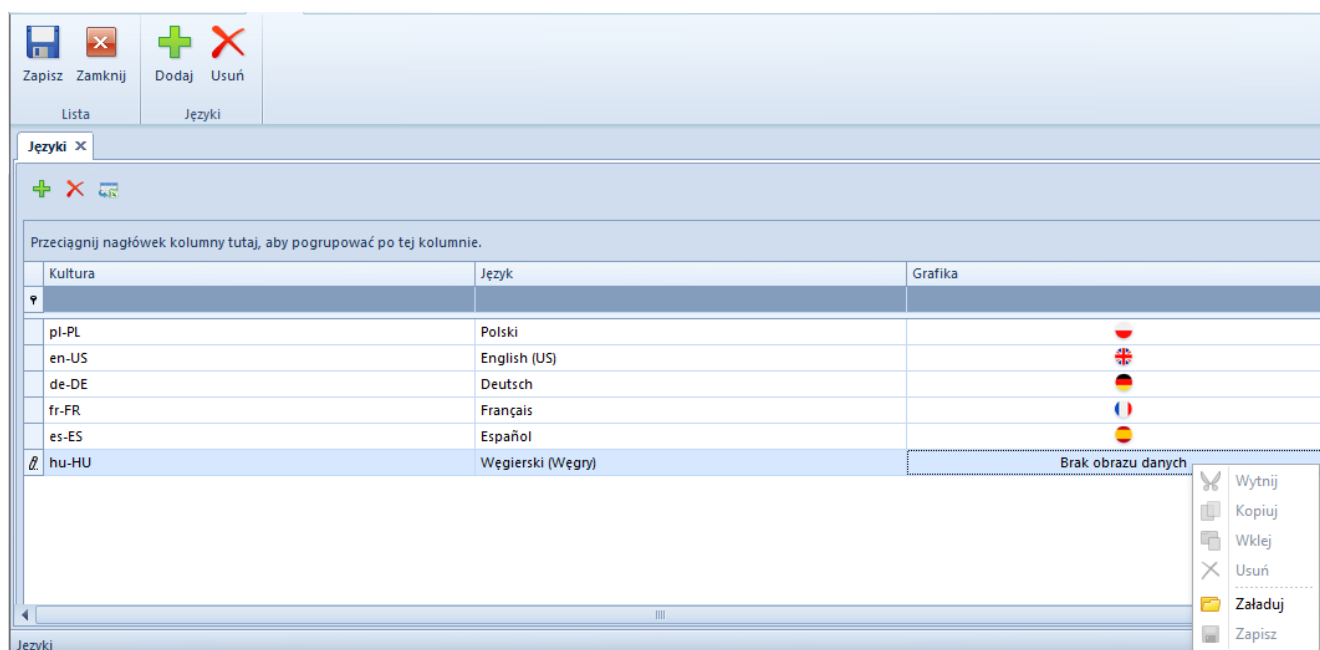 Zapisz Zamknij Dodaj Usuń
Lista Języki
Języki
Przeciągnij nagłówek kolumny tutaj, aby pogrupować po tej kolumnie.
Kultura Język Grafika
pl-PL Polski
en-US English (US)
de-DE Deutsch
fr-FR Français
es-ES Español
hu-HU Węgierski (Węgry) Brak obrazu danych
Wytnij
Kopiuj
Wklej
Usuń
Załaduj
Zapisz
Języki